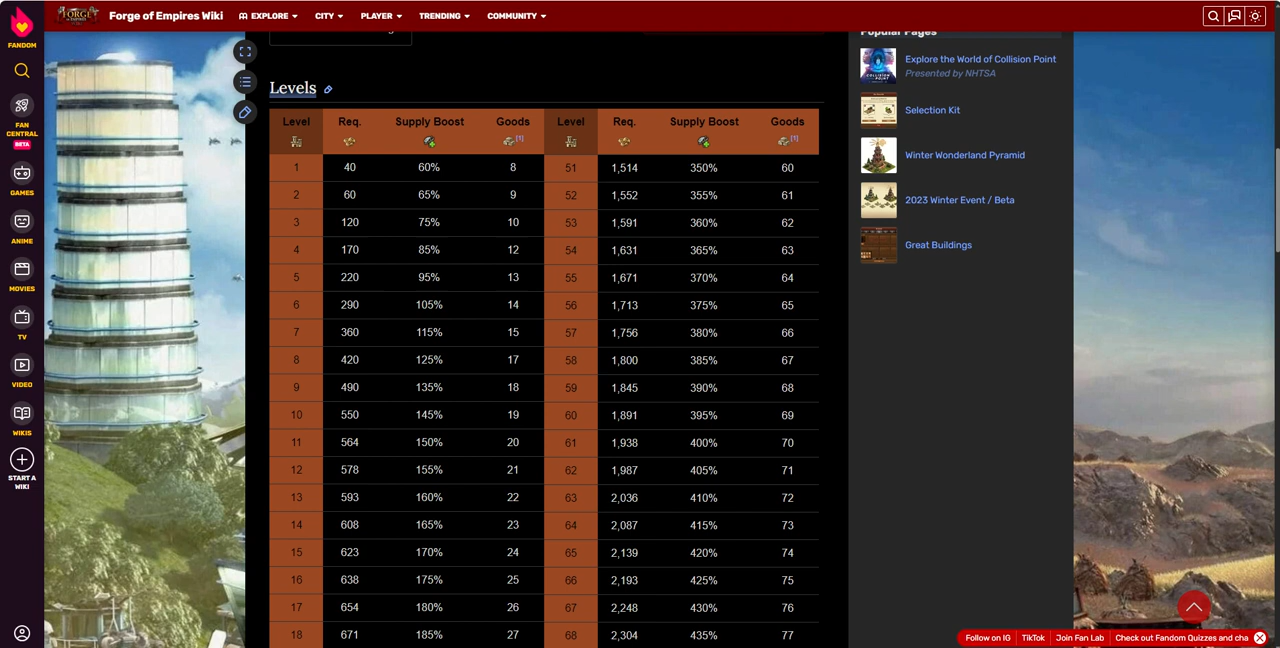 FORGE
Forge of Empires Wiki
EXPLORE
CITY
PLAYER
TRENDING
COMMUNITY
FANDOM
FAN
CENTRAL
BETA
GAMES
ANIME
MOVIES
TV
VIDEO
WIKIS
START A
WIKI
Levels
Level Req. Supply Boost Goods Level Req. Supply Boost Goods
[1] [1]
1 40 60% 8 51 1,514 350% 60
2 60 65% 9 52 1,552 355% 61
3 120 75% 10 53 1,591 360% 62
4 170 85% 12 54 1,631 365% 63
5 220 95% 13 55 1,671 370% 64
6 290 105% 14 56 1,713 375% 65
7 360 115% 15 57 1,756 380% 66
8 420 125% 17 58 1,800 385% 67
9 490 135% 18 59 1,845 390% 68
10 550 145% 19 60 1,891 395% 69
11 564 150% 20 61 1,938 400% 70
12 578 155% 21 62 1,987 405% 71
13 593 160% 22 63 2,036 410% 72
14 608 165% 23 64 2,087 415% 73
15 623 170% 24 65 2,139 420% 74
16 638 175% 25 66 2,193 425% 75
17 654 180% 26 67 2,248 430% 76
18 671 185% 27 68 2,304 435% 77
Popular Pages
Explore the World of Collision Point
Presented by NHTSA
Selection Kit
Winter Wonderland Pyramid
2023 Winter Event / Beta
Great Buildings
Follow on IG
TikTok
Join Fan Lab
Check out Fandom Quizzes and cha